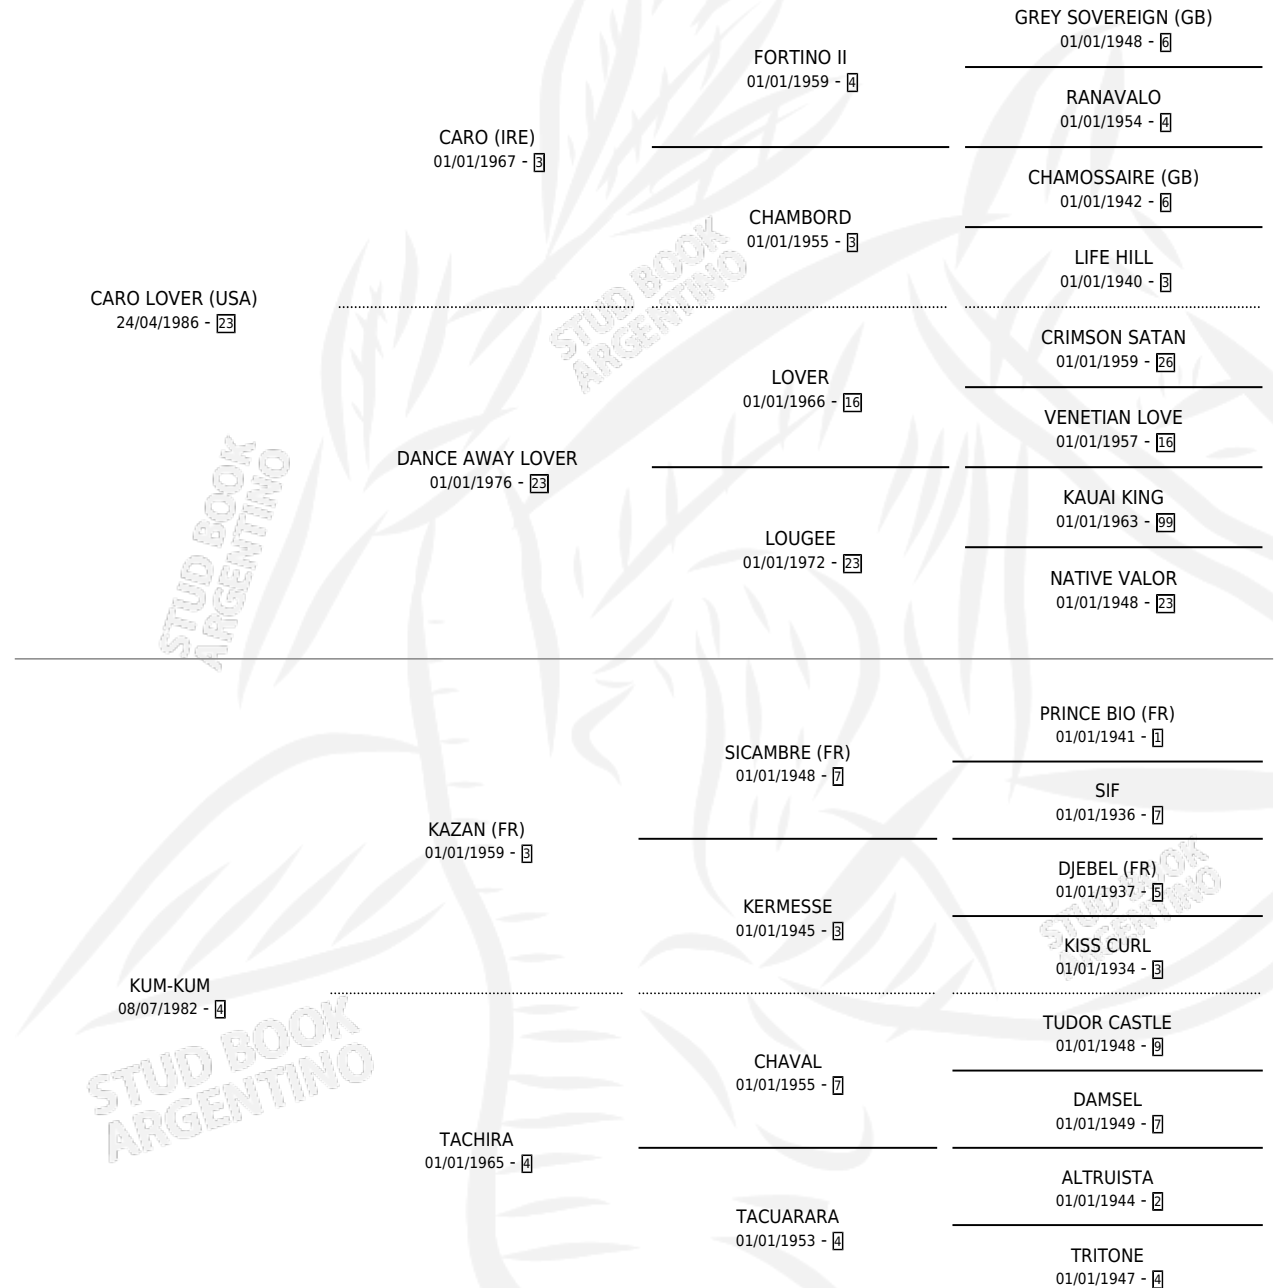 GREY SOVEREIGN (GB)
01/01/1948 - 6
FORTINO II
01/01/1959 - 4
RANAVALO
01/01/1954 - 4
CARO (IRE)
01/01/1967 - 3
CHAMOSSAIRE (GB)
01/01/1942 - 6
CHAMBORD
01/01/1955 - 3
LIFE HILL
01/01/1940 - 3
CARO LOVER (USA)
24/04/1986 - 23
CRIMSON SATAN
01/01/1959 - 26
LOVER
01/01/1966 - 16
VENETIAN LOVE
01/01/1957 - 16
DANCE AWAY LOVER
01/01/1976 - 23
KAUAI KING
01/01/1963 - 99
LOUGEE
01/01/1972 - 23
NATIVE VALOR
01/01/1948 - 23
PRINCE BIO (FR)
01/01/1941 - 1
SICAMBRE (FR)
01/01/1948 - 7
SIF
01/01/1936 - 7
KAZAN (FR)
01/01/1959 - 3
DJEBEL (FR)
01/01/1937 - 5
KERMESSE
01/01/1945 - 3
KISS CURL
01/01/1934 - 3
KUM-KUM
08/07/1982 - 4
TUDOR CASTLE
01/01/1948 - 9
CHAVAL
01/01/1955 - 7
DAMSEL
01/01/1949 - 7
TACHIRA
01/01/1965 - 4
ALTRUISTA
01/01/1944 - 2
TACUARARA
01/01/1953 - 4
TRITONE
01/01/1947 - 4
STUD BOOK
ARGENTINO
STUD BOOK
ARGENTINO
STUD BOOK
ARGENTINO
STUD BOOK
ARGENTINO